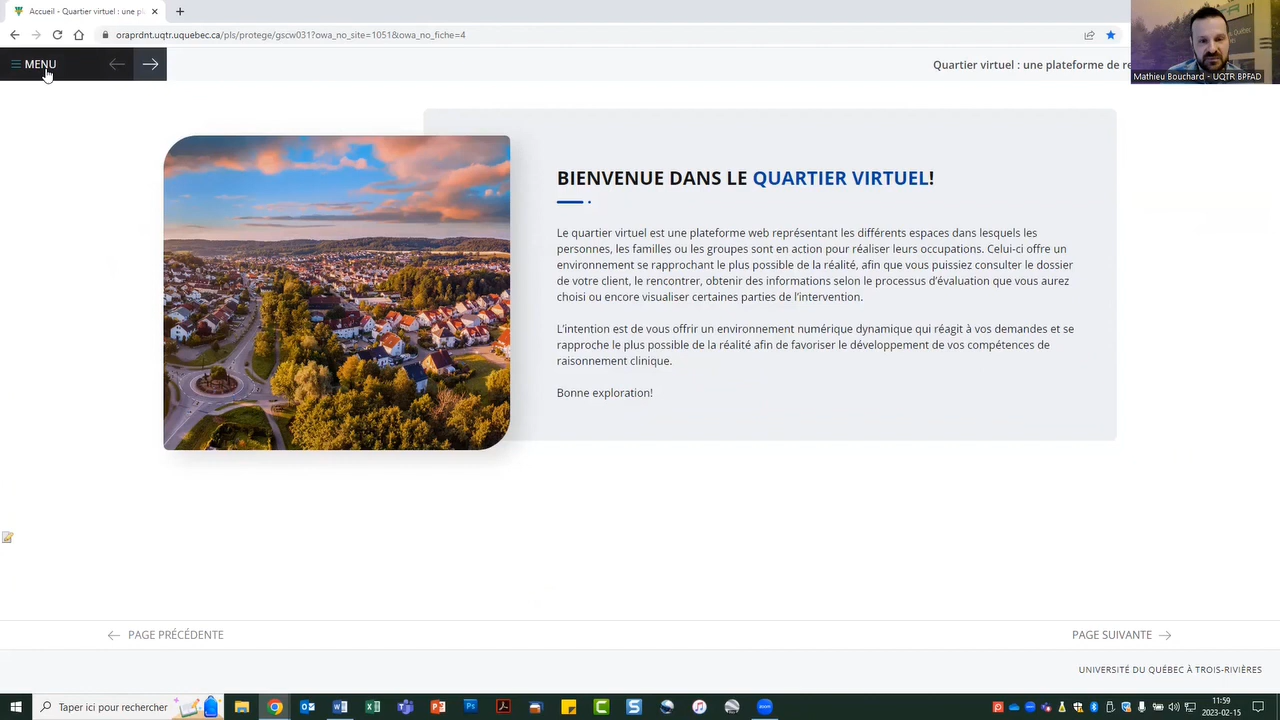 Accueil - Quartier virtuel : une pl
oraprdnt.uqtr.uquebec.ca/pls/protege/gscw031?owa_no_site=1051&owa_no_fiche=4
MENU
Quartier virtuel : une plateforme de re
Mathieu Bouchard - UQTR BPFAD
BIENVENUE DANS LE QUARTIER VIRTUEL!
Le quartier virtuel est une plateforme web représentant les différents espaces dans lesquels les
personnes, les familles ou les groupes sont en action pour réaliser leurs occupations. Celui-ci offre un
environnement se rapprochant le plus possible de la réalité, afin que vous puissiez consulter le dossier
de votre client, le rencontrer, obtenir des informations selon le processus d'évaluation que vous aurez
choisi ou encore visualiser certaines parties de l'intervention.
L'intention est de vous offrir un environnement numérique dynamique qui réagit à vos demandes et se
rapproche le plus possible de la réalité afin de favoriser le développement de vos compétences de
raisonnement clinique.
Bonne exploration!
PAGE PRÉCÉDENTE
PAGE SUIVANTE
UNIVERSITÉ DU QUÉBEC À TROIS-RIVIÈRES
Taper ici pour rechercher
11:59
2023-02-15